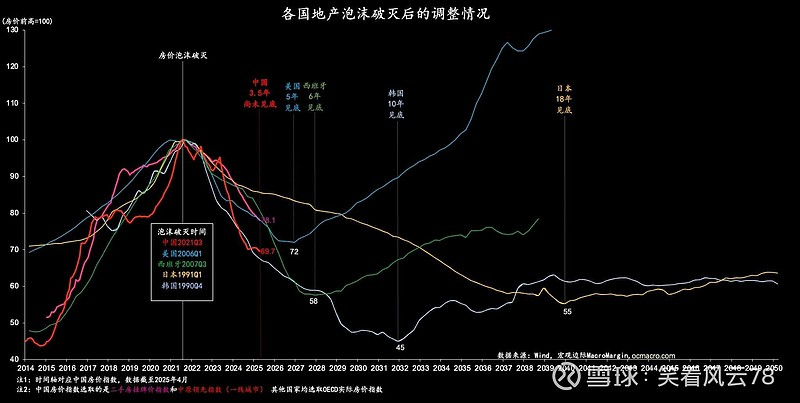 各国地产泡沫破灭后的调整情况
(房价前高=100)
130
120
110
100
90
80
70
60
50
40
房价泡沫破灭
中国
3.5年
尚未见底
美国
5年
见底
西班牙
6年
见底
韩国
10年
见底
日本
18年
见底
78.1
69.7
72
58
45
55
泡沫破灭时间
中国2021Q3
美国2006Q1
西班牙2007Q3
日本1991Q1
韩国1990Q4
数据来源：Wind，宏观边际MacroMargin，ocmacro.com
2014 2015 2016 2017 2018 2019 2020 2021 2022 2023 2024 2025 2026 2027 2028 2029 2030 2031 2032 2033 2034 2035 2036 2037 2038 2039 2040 2041 2042 2043 2044 2045 2046 2047 2048 2049 2050
注1：时间轴对应中国房价指数，数据截至2025年4月
注2：中国房价指数选取的是二手房挂牌价指数和中原领先指数（一线城市） 其他国家均选取OECD实际房价指数
雪球：笑看风云78